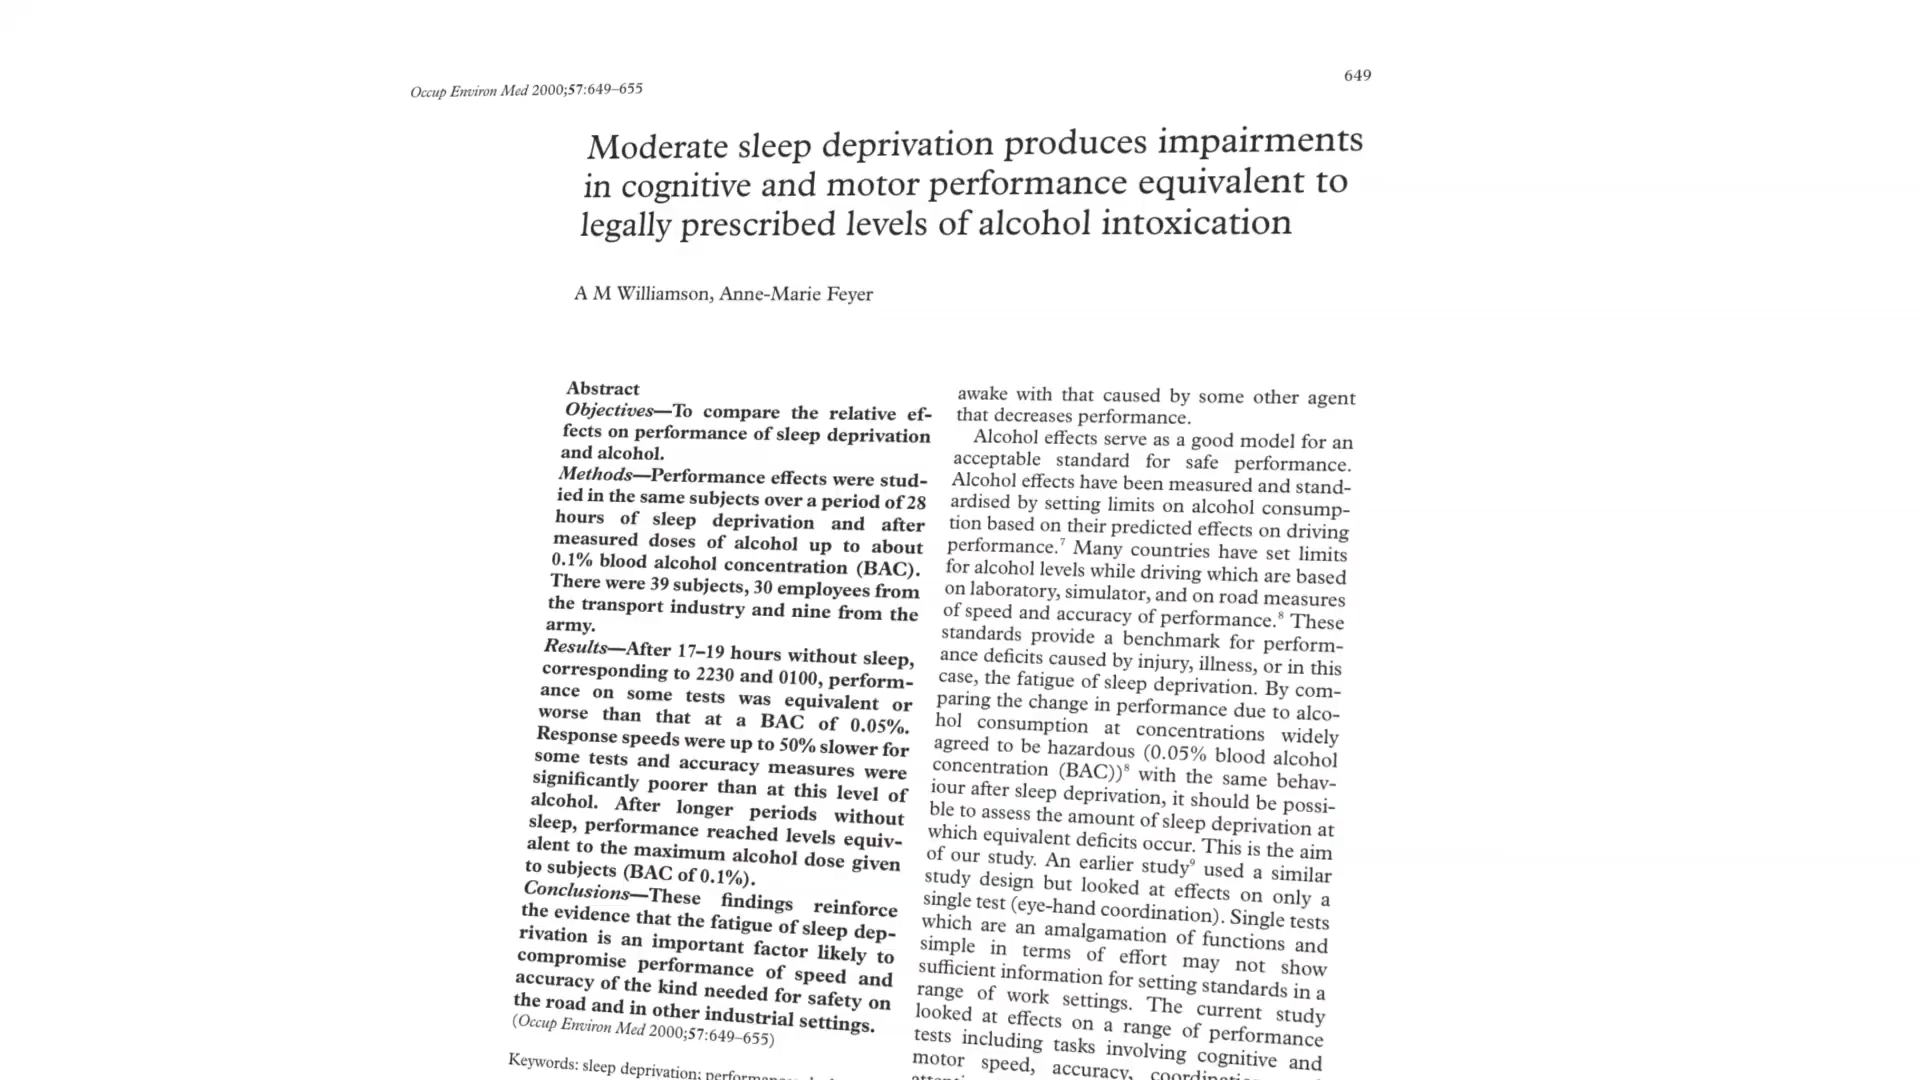 Occup Environ Med 2000;57:649–655
649
Moderate sleep deprivation produces impairments
in cognitive and motor performance equivalent to
legally prescribed levels of alcohol intoxication
A M Williamson, Anne-Marie Feyer
Abstract
Objectives—To compare the relative ef-
fects on performance of sleep deprivation
and alcohol.
Methods—Performance effects were stud-
ied in the same subjects over a period of 28
hours of sleep deprivation and after
measured doses of alcohol up to about
0.1% blood alcohol concentration (BAC).
There were 39 subjects, 30 employees from
the transport industry and nine from the
army.
Results—After 17–19 hours without sleep,
corresponding to 2230 and 0100, perform-
ance on some tests was equivalent or
worse than that at a BAC of 0.05%.
Response speeds were up to 50% slower for
some tests and accuracy measures were
significantly poorer than at this level of
alcohol. After longer periods without
sleep, performance reached levels equiv-
alent to the maximum alcohol dose given
to subjects (BAC of 0.1%).
Conclusions—These findings reinforce
the evidence that the fatigue of sleep dep-
rivation is an important factor likely to
compromise performance of speed and
accuracy of the kind needed for safety on
the road and in other industrial settings.
(Occup Environ Med 2000;57:649–655)
Keywords: sleep deprivation;
awake with that caused by some other agent
that decreases performance.
Alcohol effects serve as a good model for an
acceptable standard for safe performance.
Alcohol effects have been measured and stand-
ardised by setting limits on alcohol consump-
tion based on their predicted effects on driving
performance.⁷ Many countries have set limits
for alcohol levels while driving which are based
on laboratory, simulator, and on road measures
of speed and accuracy of performance.⁸ These
standards provide a benchmark for perform-
ance deficits caused by injury, illness, or in this
case, the fatigue of sleep deprivation. By com-
paring the change in performance due to alco-
hol consumption at concentrations widely
agreed to be hazardous (0.05% blood alcohol
concentration (BAC))⁸ with the same behav-
iour after sleep deprivation, it should be possi-
ble to assess the amount of sleep deprivation at
which equivalent deficits occur. This is the aim
of our study. An earlier study⁹ used a similar
study design but looked at effects on only a
single test (eye-hand coordination). Single tests
which are an amalgamation of functions and
simple in terms of effort may not show
sufficient information for setting standards in a
range of work settings. The current study
looked at effects on a range of performance
tests including tasks involving cognitive and
motor speed, accuracy,